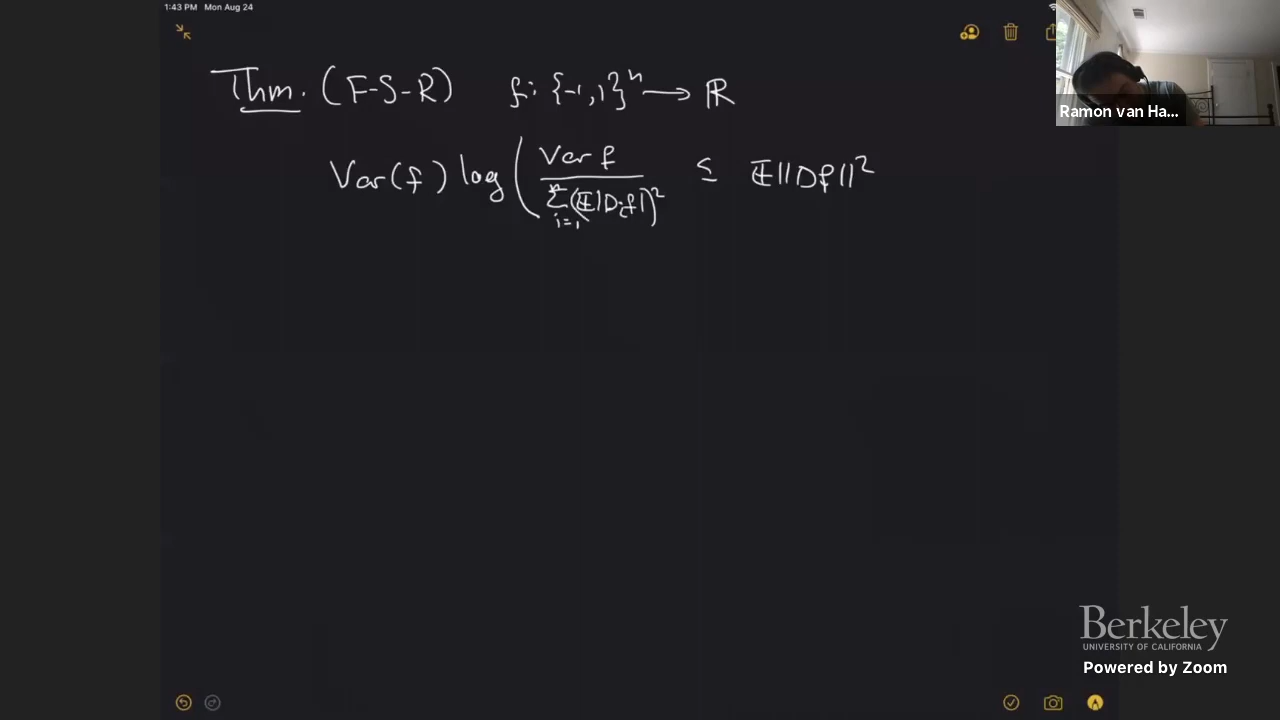 1:43 PM Mon Aug 24
Thm. (F-S-R) f: {-1,1}^n → ℝ
Var(f) log ( Var f / ∑_{i=1}^n (𝔼|D_i f|)^2 ≤ 𝔼||Df||^2
Ramon van Ha...
Berkeley
UNIVERSITY OF CALIFORNIA
Powered by Zoom